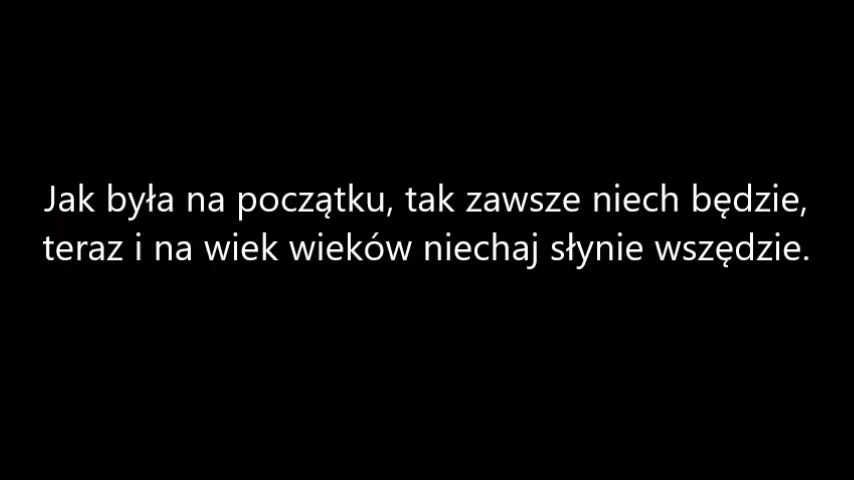 Jak była na początku, tak zawsze niech będzie,
teraz i na wiek wieków niechaj słynie wszędzie.